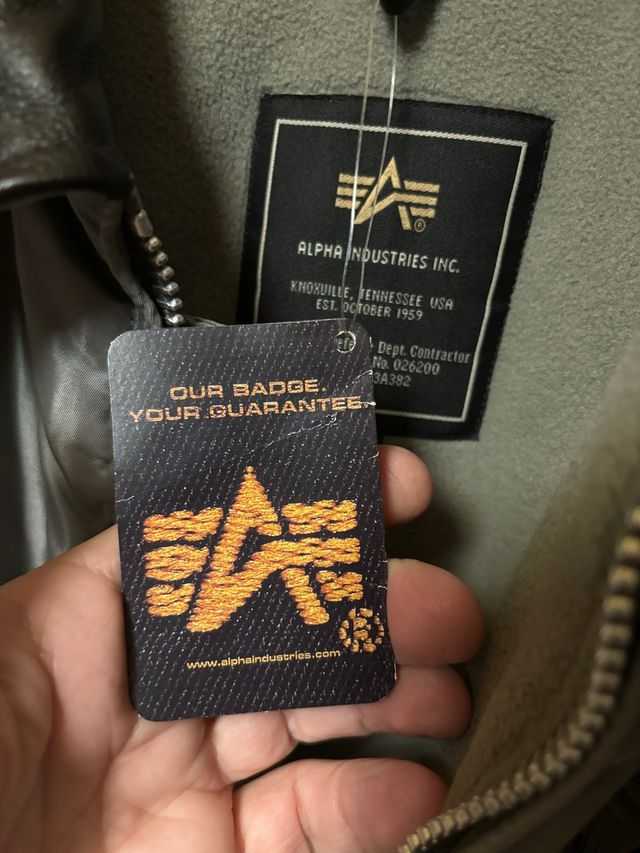 ALPHA INDUSTRIES INC.
KNOXVILLE, TENNESSEE USA
EST. OCTOBER 1959
Dept. Contractor
No. 026200
3A382
OUR BADGE.
YOUR GUARANTEE.
www.alphaindustries.com